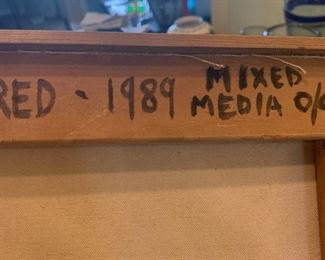 RED • 1989 MIXED
MEDIA O/C